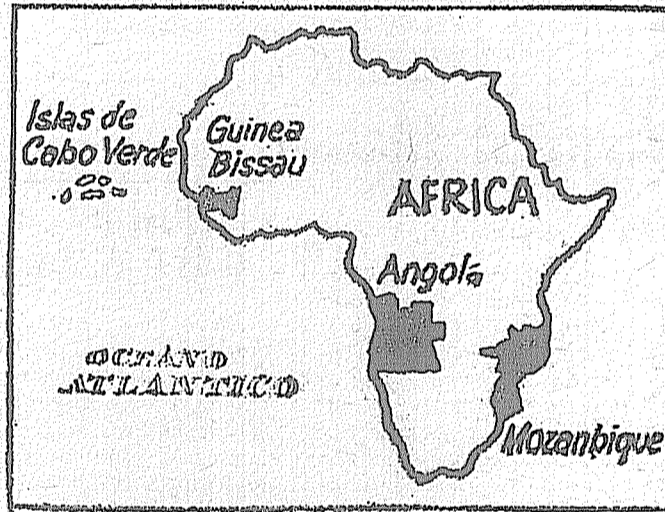 Islas de
Cabo Verde
Guinea
Bissau
AFRICA
Angola
OCEANO
ATLANTICO
Mozanbique